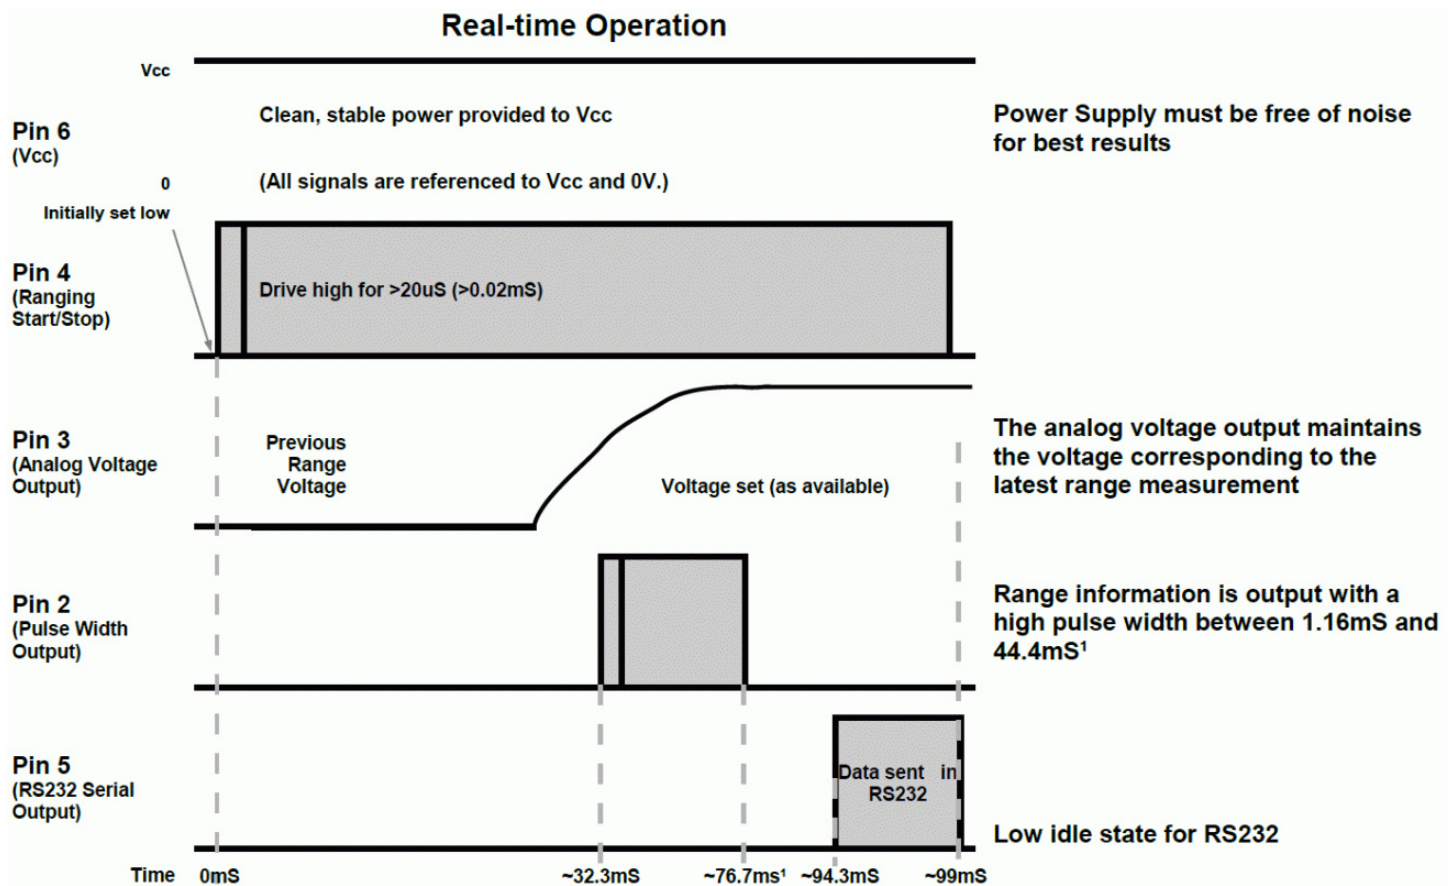 Real-time Operation
Vcc
Pin 6
(Vcc)
0
Clean, stable power provided to Vcc
(All signals are referenced to Vcc and 0V.)
Power Supply must be free of noise
for best results
Initially set low
Pin 4
(Ranging
Start/Stop)
Drive high for >20uS (>0.02mS)
Pin 3
(Analog Voltage
Output)
Previous
Range
Voltage
Voltage set (as available)
The analog voltage output maintains
the voltage corresponding to the
latest range measurement
Pin 2
(Pulse Width
Output)
Range information is output with a
high pulse width between 1.16mS and
44.4mS¹
Pin 5
(RS232 Serial
Output)
Data sent in
RS232
Low idle state for RS232
Time 0mS ~32.3mS ~76.7ms¹ ~94.3mS ~99mS